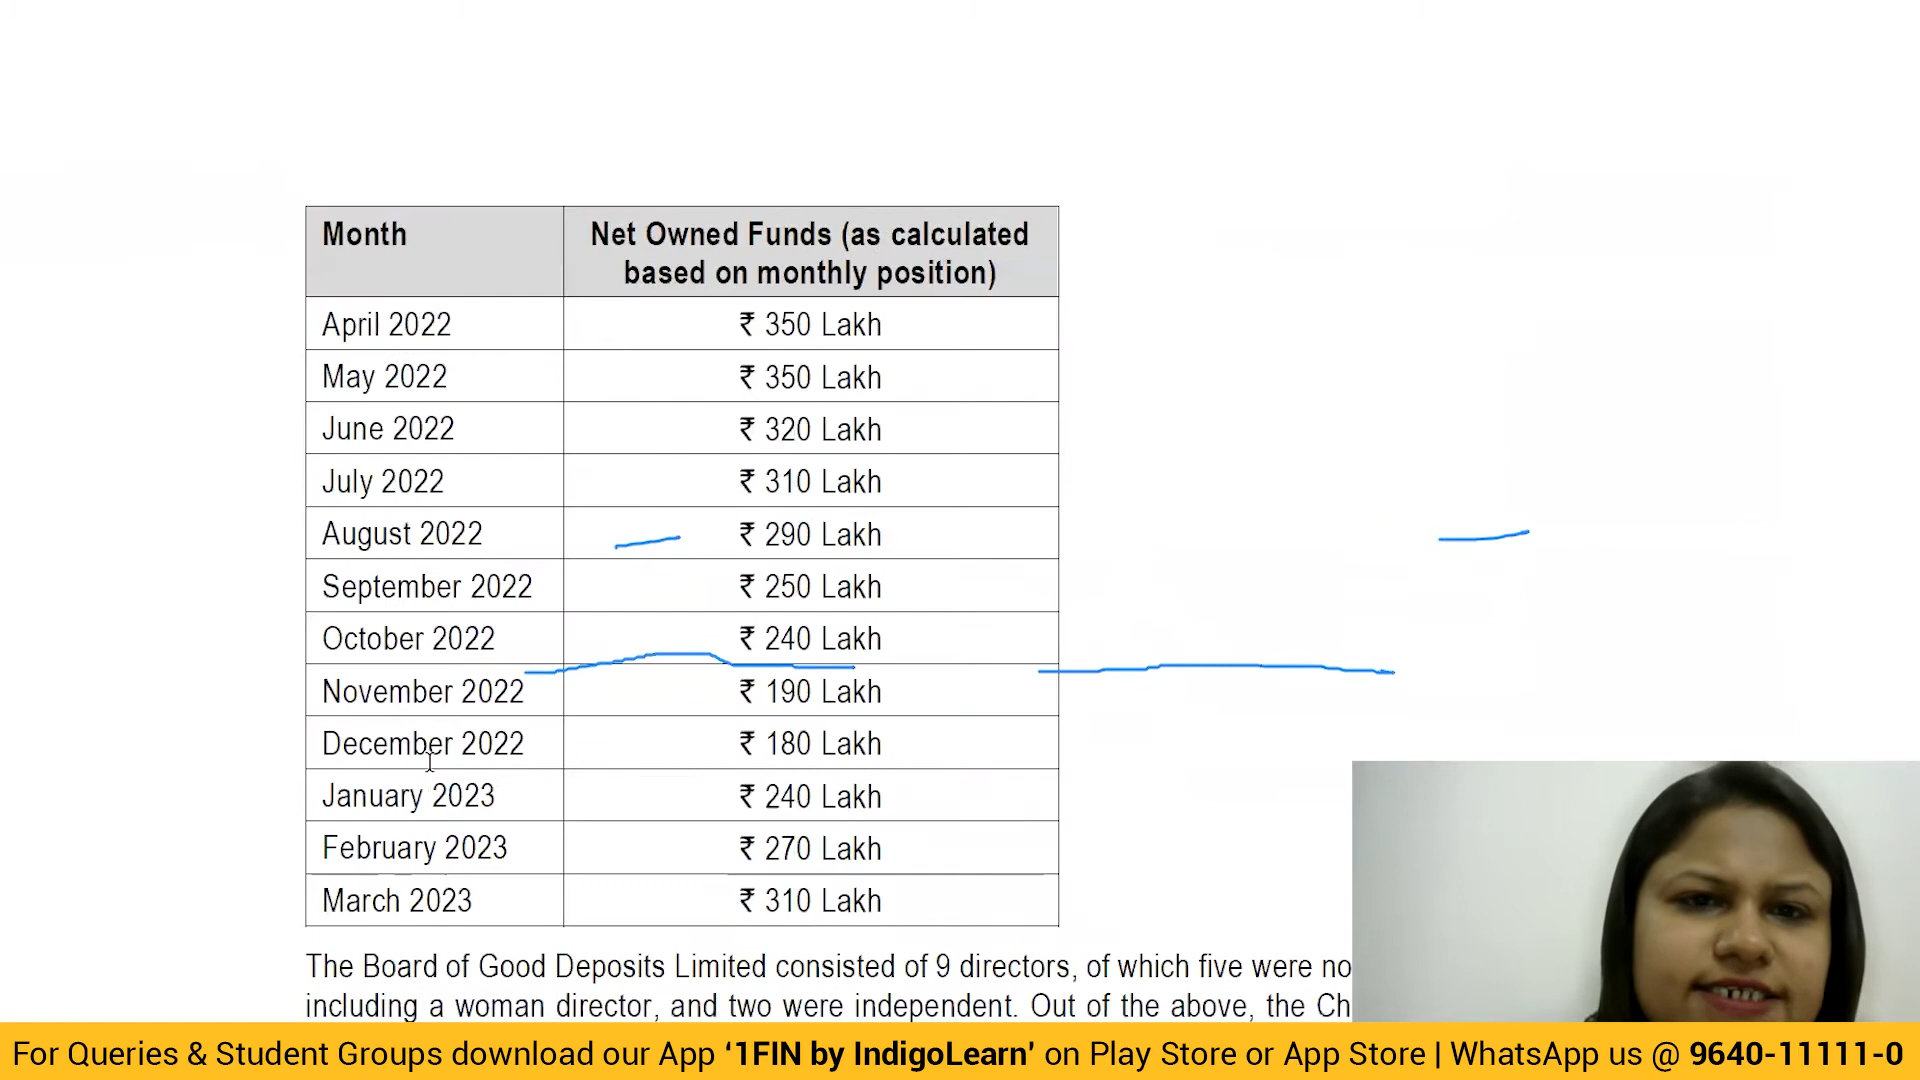 Month
Net Owned Funds (as calculated
based on monthly position)
April 2022 ₹ 350 Lakh
May 2022 ₹ 350 Lakh
June 2022 ₹ 320 Lakh
July 2022 ₹ 310 Lakh
August 2022 ₹ 290 Lakh
September 2022 ₹ 250 Lakh
October 2022 ₹ 240 Lakh
November 2022 ₹ 190 Lakh
December 2022 ₹ 180 Lakh
January 2023 ₹ 240 Lakh
February 2023 ₹ 270 Lakh
March 2023 ₹ 310 Lakh
The Board of Good Deposits Limited consisted of 9 directors, of which five were no
including a woman director, and two were independent. Out of the above, the Ch
For Queries & Student Groups download our App ‘1FIN by IndigoLearn’ on Play Store or App Store | WhatsApp us @ 9640-11111-0